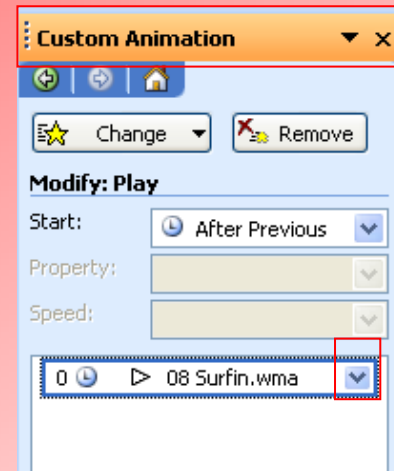 Custom Animation
Change
Remove
Modify: Play
Start: After Previous
Property:
Speed:
0 08 Surfin.wma